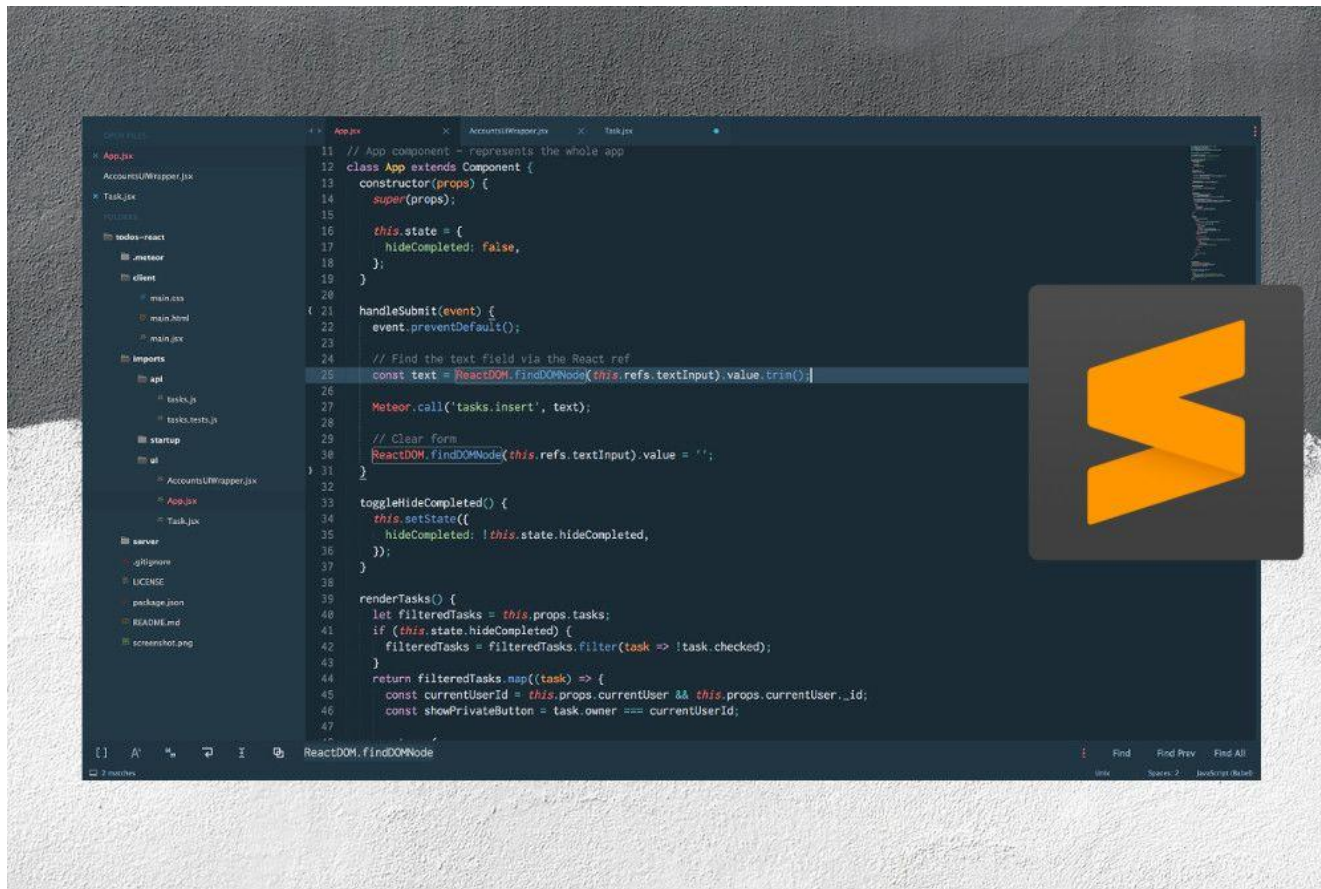 OPEN FILES
App.jsx
AccountsUIWrapper.jsx
Task.jsx
FOLDERS
todos-react
.meteor
client
main.css
main.html
main.jsx
imports
api
tasks.js
tasks.tests.js
startup
ui
AccountsUIWrapper.jsx
App.jsx
Task.jsx
server
.gitignore
LICENSE
package.json
README.md
screenshot.png
App.jsx AccountsUIWrapper.jsx Task.jsx
11 // App component - represents the whole app
12 class App extends Component {
13 constructor(props) {
14 super(props);
15
16 this.state = {
17 hideCompleted: false,
18 };
19 }
20
21 handleSubmit(event) {
22 event.preventDefault();
23
24 // Find the text field via the React ref
25 const text = ReactDOM.findDOMNode(this.refs.textInput).value.trim();
26
27 Meteor.call('tasks.insert', text);
28
29 // Clear form
30 ReactDOM.findDOMNode(this.refs.textInput).value = '';
31 }
32
33 toggleHideCompleted() {
34 this.setState({
35 hideCompleted: !this.state.hideCompleted,
36 });
37 }
38
39 renderTasks() {
40 let filteredTasks = this.props.tasks;
41 if (this.state.hideCompleted) {
42 filteredTasks = filteredTasks.filter(task => !task.checked);
43 }
44 return filteredTasks.map((task) => {
45 const currentUserId = this.props.currentUser && this.props.currentUser._id;
46 const showPrivateButton = task.owner === currentUserId;
47
ReactDOM.findDOMNode Find Find Prev Find All
2 matches Unix Spaces: 2 JavaScript (Babel)